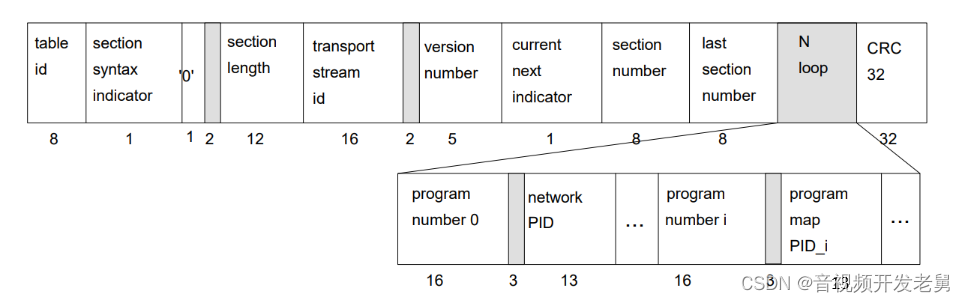 table
id
section
syntax
indicator
'0'
section
length
transport
stream
id
version
number
current
next
indicator
section
number
last
section
number
N
loop
CRC
32
8
1
1
2
12
16
2
5
1
8
8
32
program
number 0
network
PID
...
program
number i
program
map
PID_i
...
16
3
13
16
3
13
CSDN @音视频开发老舅